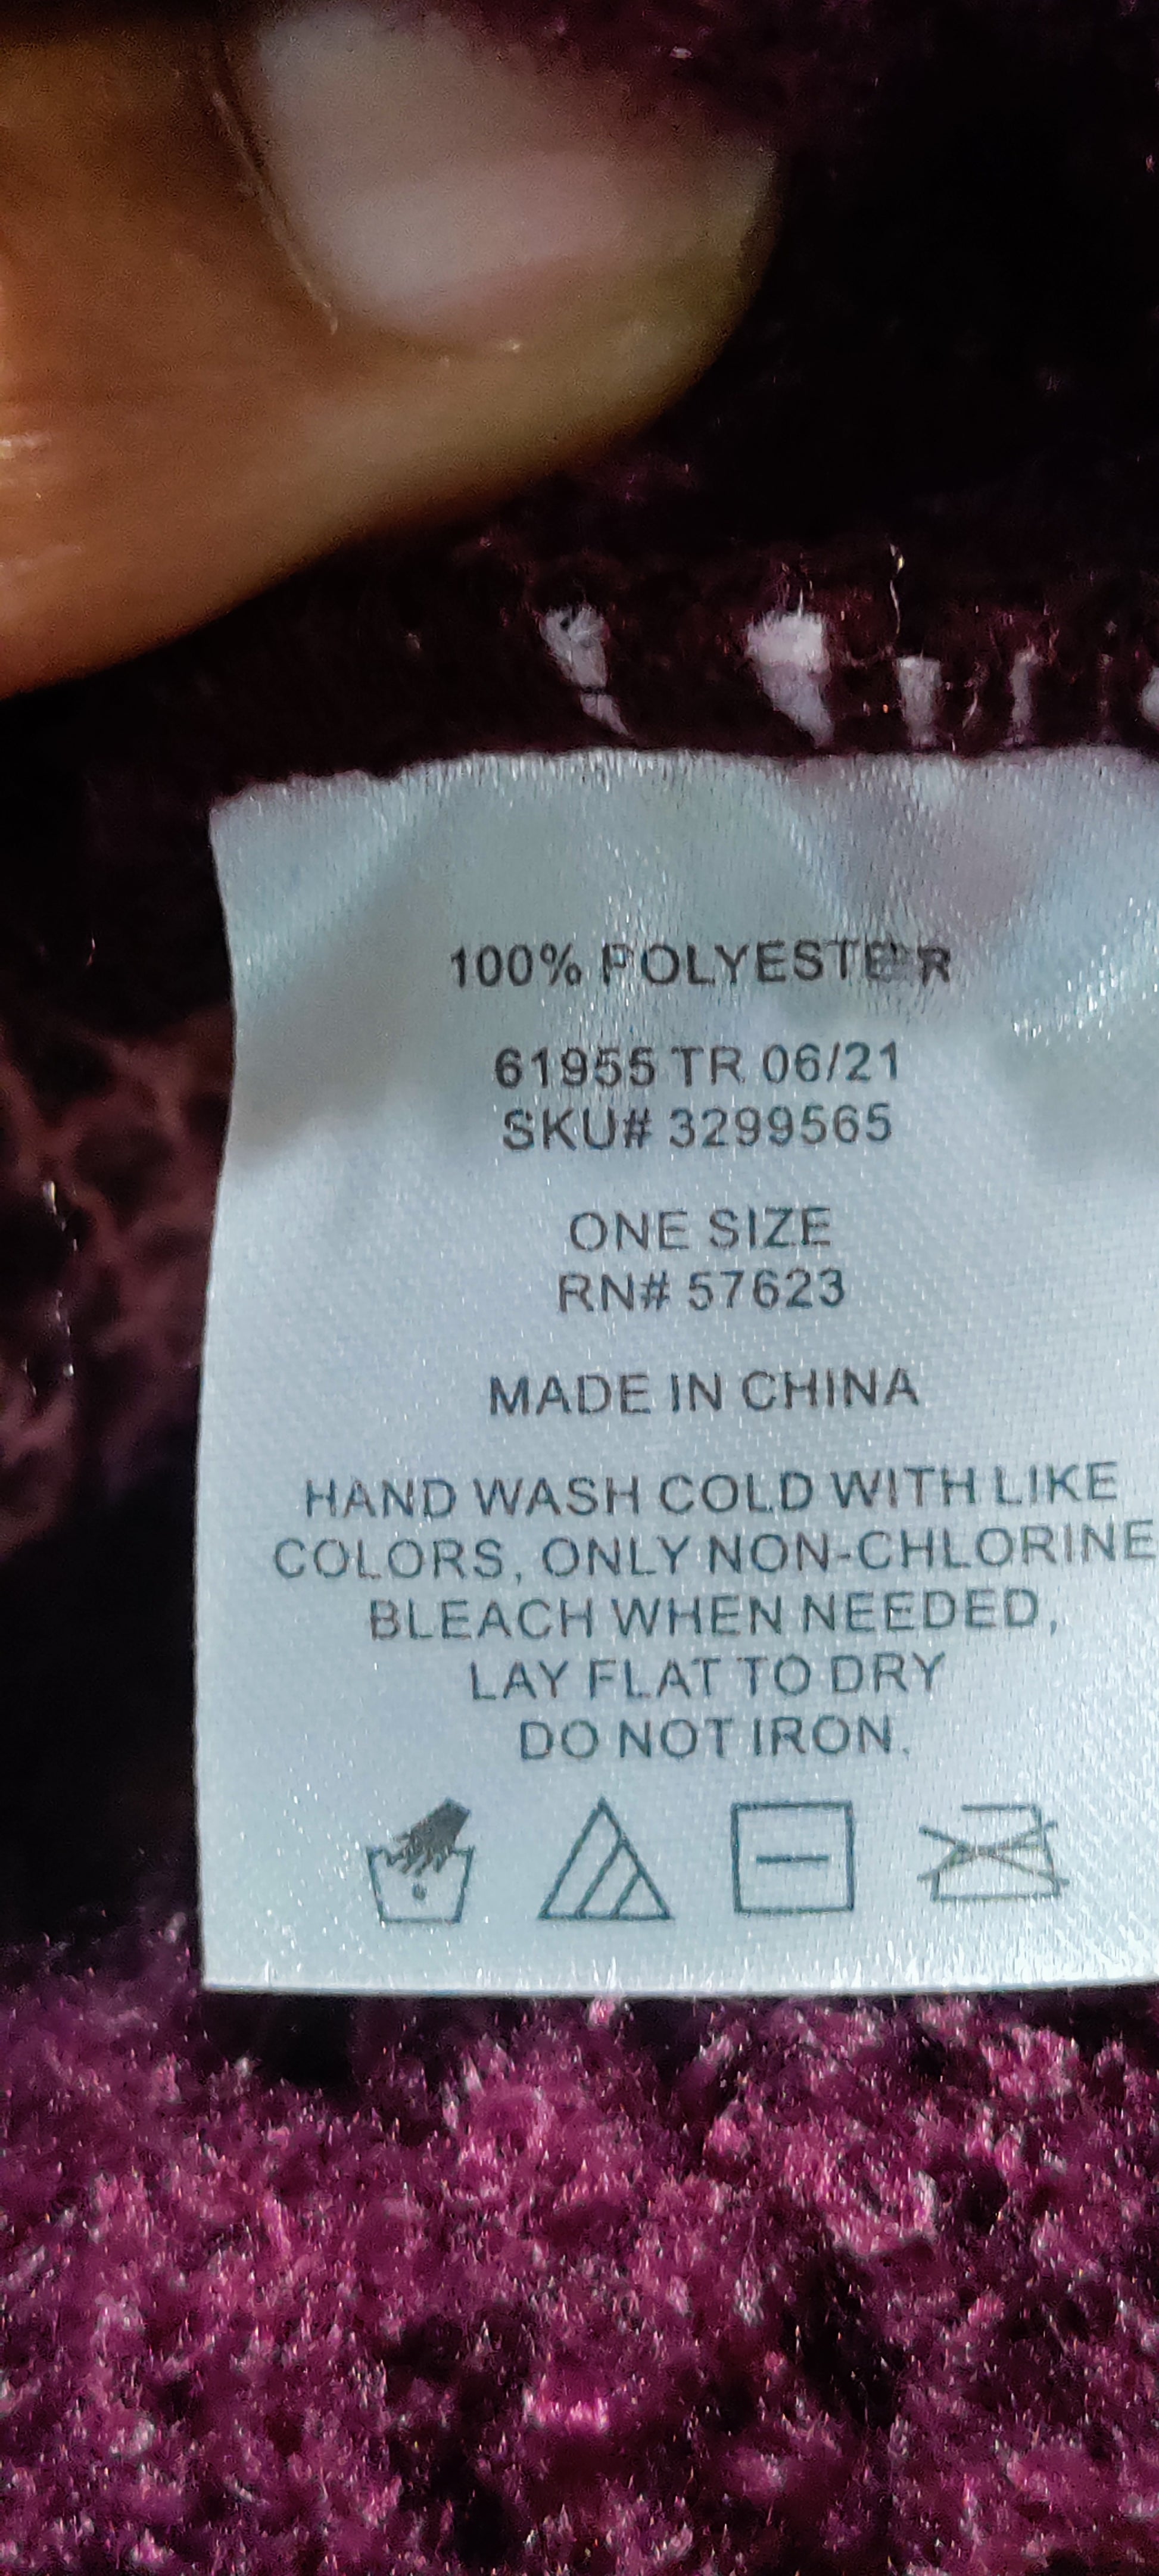 100% POLYESTER
61955 TR 06/21
SKU# 3299565
ONE SIZE
RN# 57623
MADE IN CHINA
HAND WASH COLD WITH LIKE
COLORS, ONLY NON-CHLORINE
BLEACH WHEN NEEDED,
LAY FLAT TO DRY
DO NOT IRON.